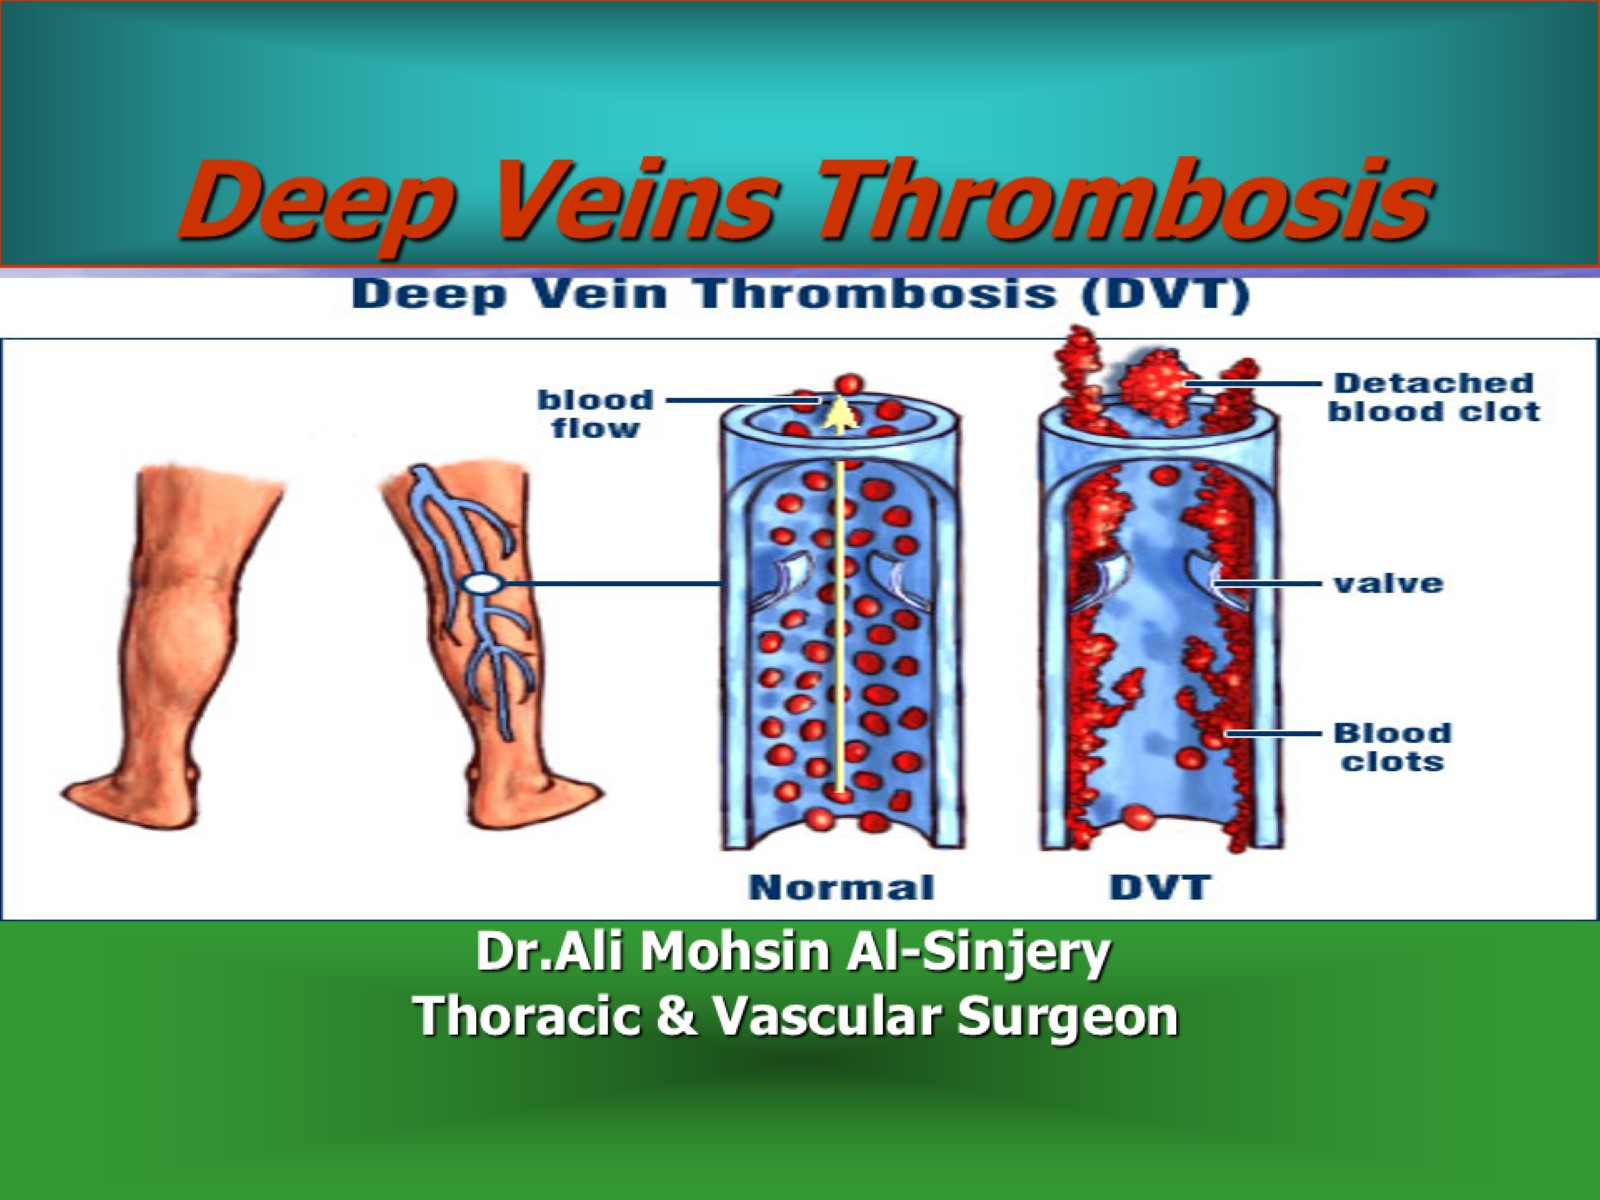 Deep Veins Thrombosis
Deep Vein Thrombosis (DVT)
blood
flow
Detached
blood clot
valve
Blood
clots
Normal
DVT
Dr.Ali Mohsin Al-Sinjery
Thoracic & Vascular Surgeon